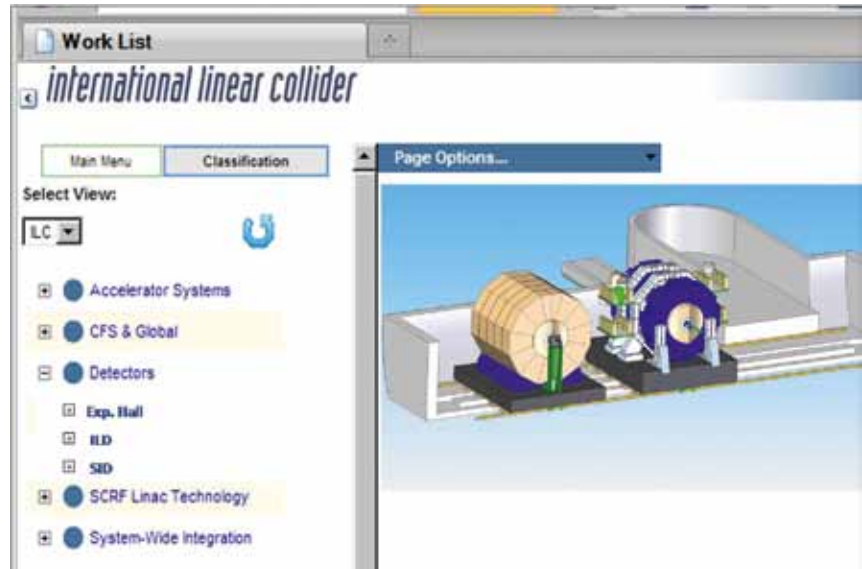 Work List
international linear collider
Main Menu
Classification
Page Options...
Select View:
ILC
Accelerator Systems
CFS & Global
Detectors
Exp. Hall
ILD
SID
SCRF Linac Technology
System-Wide Integration